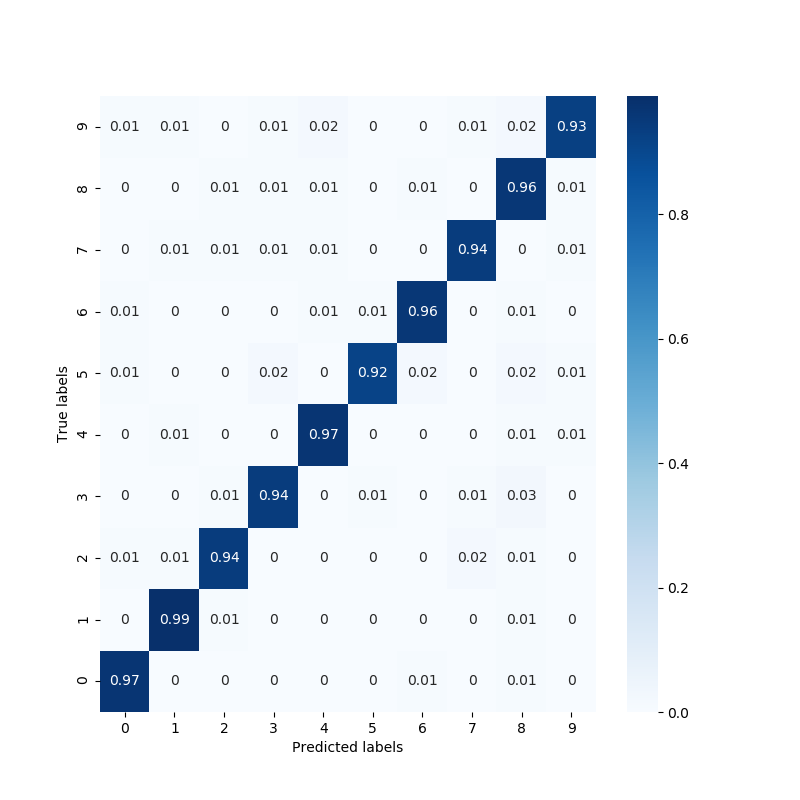 9 0.01 0.01 0 0.01 0.02 0 0 0.01 0.02 0.93
8 0 0 0.01 0.01 0.01 0 0.01 0 0.96 0.01
7 0 0.01 0.01 0.01 0.01 0 0 0.94 0 0.01
6 0.01 0 0 0 0.01 0.01 0.96 0 0.01 0
5 0.01 0 0 0.02 0 0.92 0.02 0 0.02 0.01
4 0 0.01 0 0 0.97 0 0 0 0.01 0.01
3 0 0 0.01 0.94 0 0.01 0 0.01 0.03 0
2 0.01 0.01 0.94 0 0 0 0 0.02 0.01 0
1 0 0.99 0.01 0 0 0 0 0 0.01 0
0 0.97 0 0 0 0 0 0.01 0 0.01 0
0 1 2 3 4 5 6 7 8 9
Predicted labels
True labels
0.8
0.6
0.4
0.2
0.0